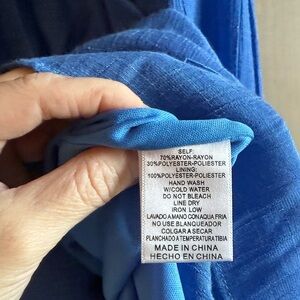 SELF:
70%RAYON-RAYON
30%POLYESTER-POLIESTER
LINING:
100%POLYESTER-POLIESTER
HAND WASH
W/COLD WATER
DO NOT BLEACH
LINE DRY
IRON LOW
LAVADO A MANO CON AQUA FRIA
NO USE BLANQUEADOR
COLGAR A SECAR
PLANCHADO A TEMPERATURA TIBIA
MADE IN CHINA
HECHO EN CHINA